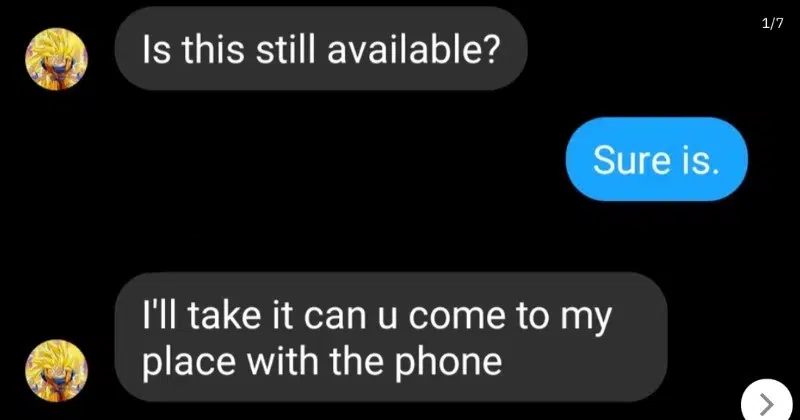 1/7
Is this still available?
Sure is.
I'll take it can u come to my
place with the phone